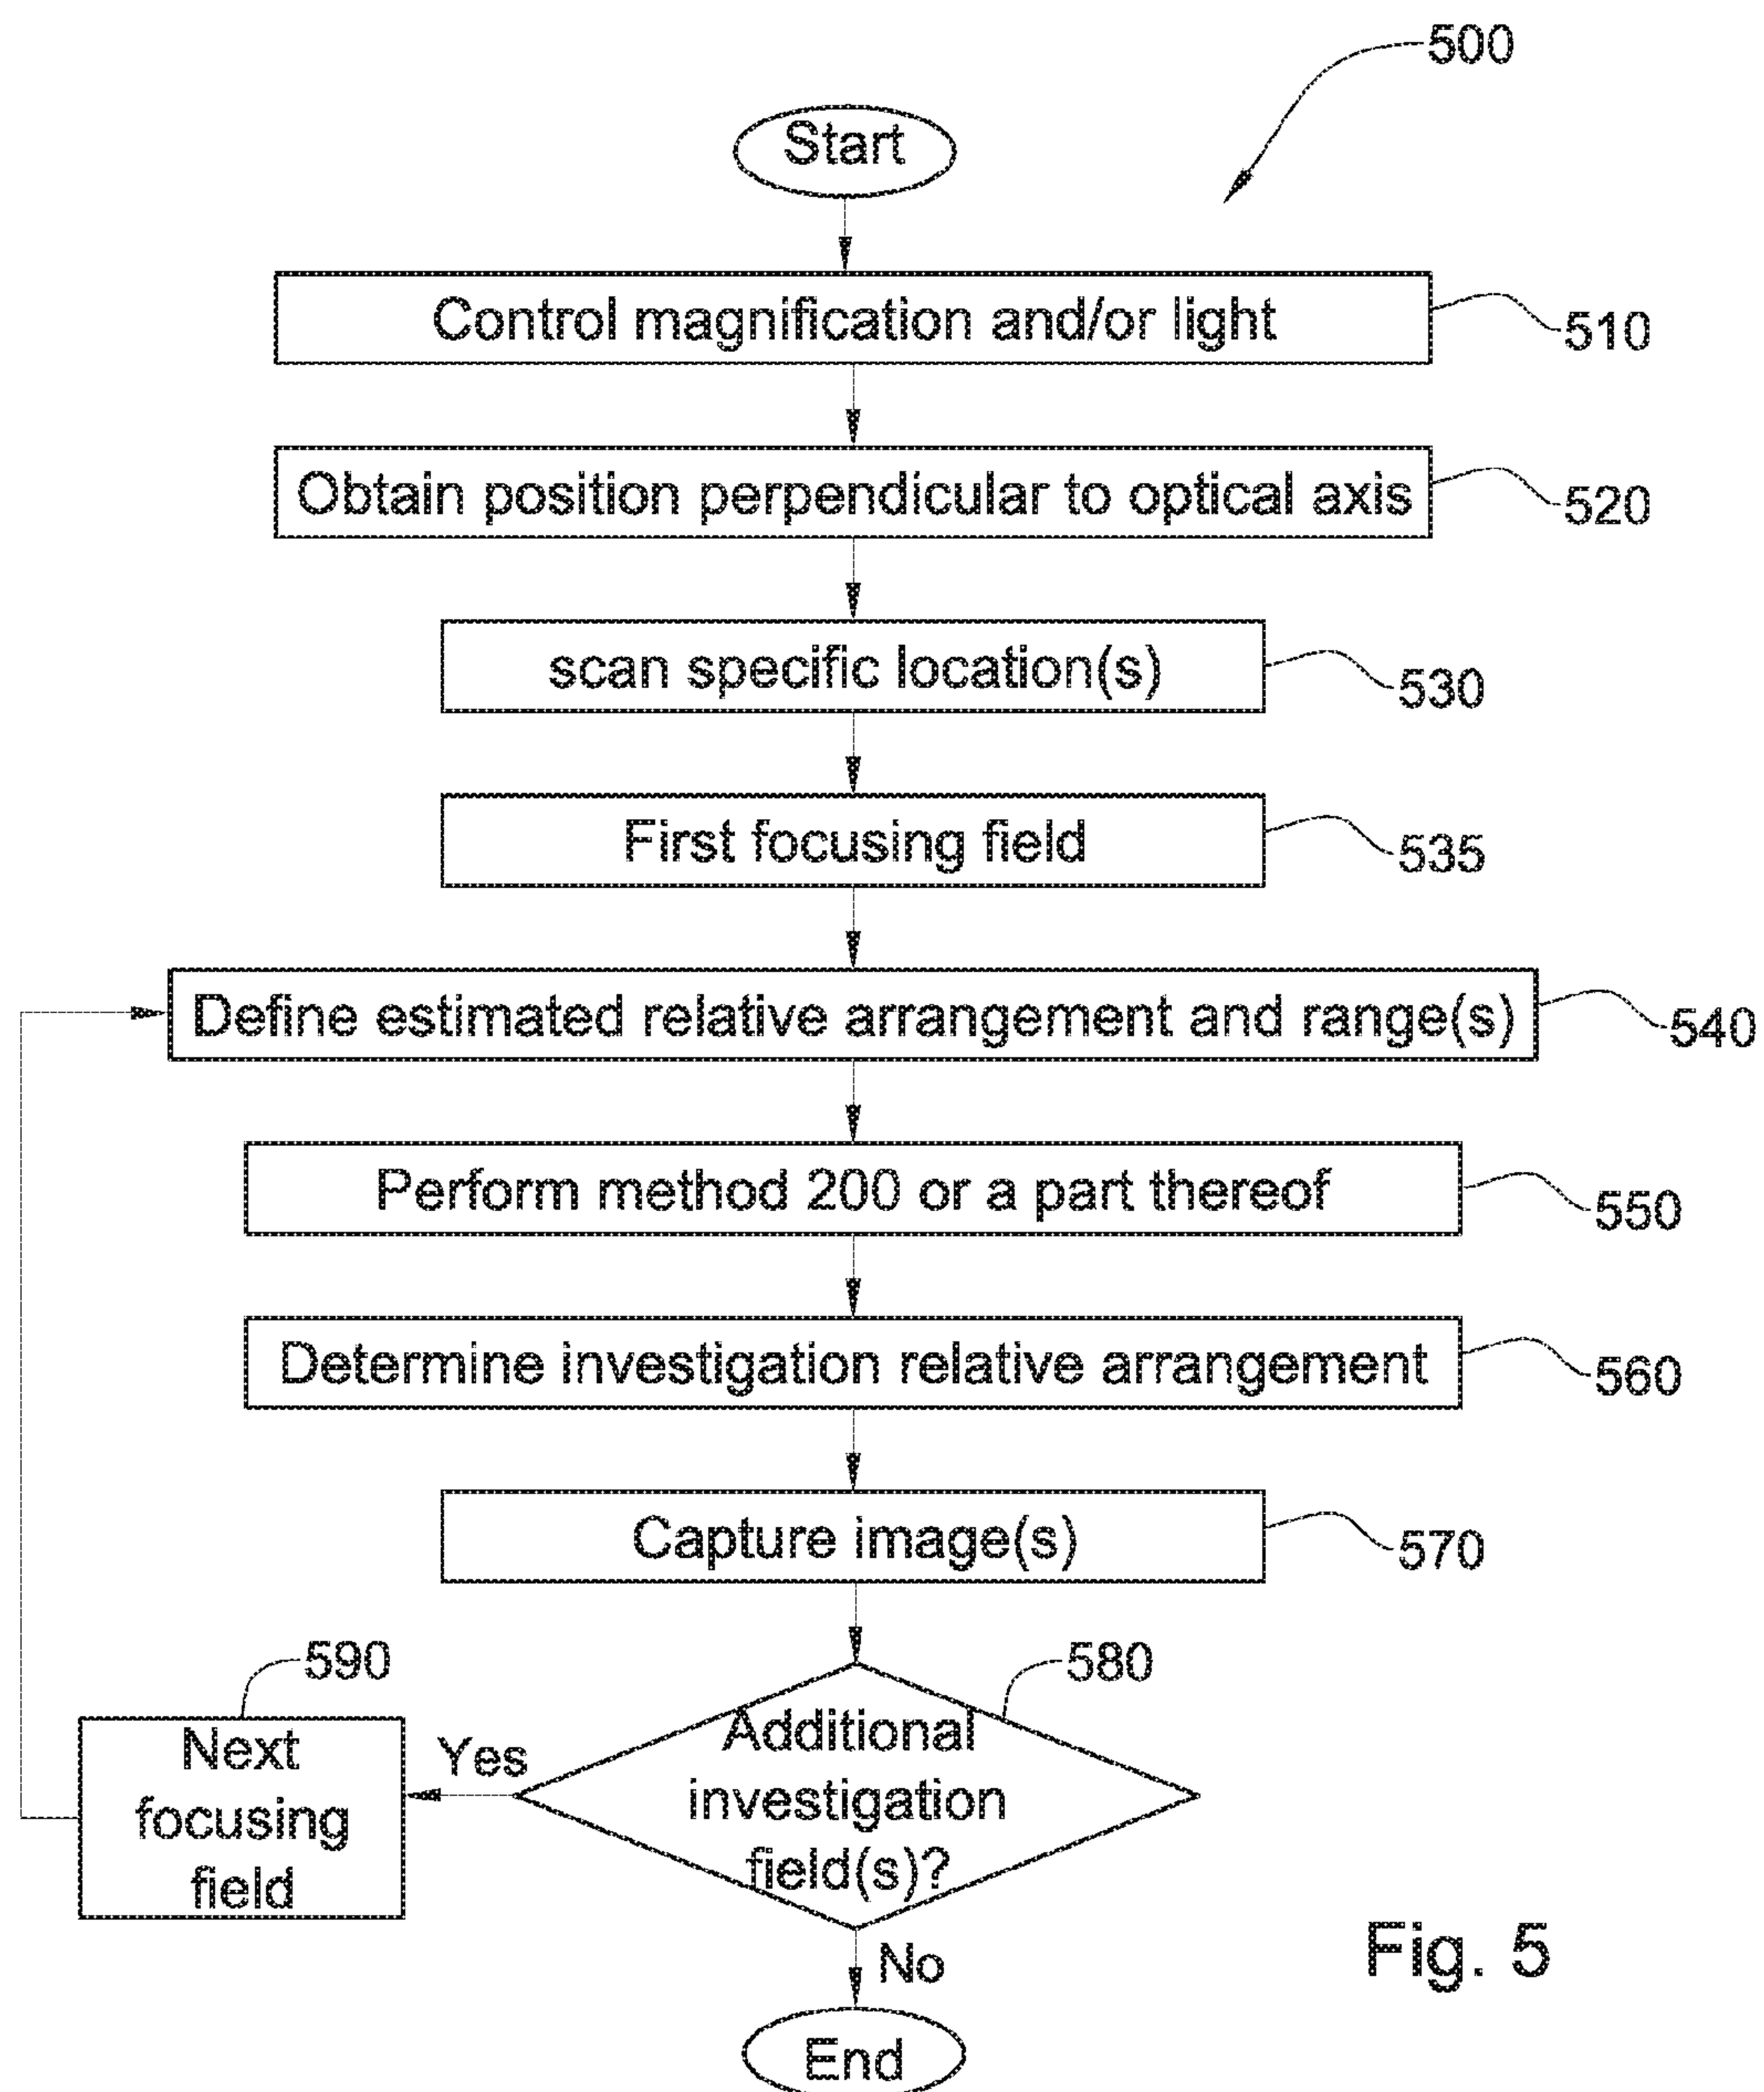 500
Start
Control magnification and/or light
510
Obtain position perpendicular to optical axis
520
scan specific location(s)
530
First focusing field
535
Define estimated relative arrangement and range(s)
540
Perform method 200 or a part thereof
550
Determine investigation relative arrangement
560
Capture image(s)
570
590
580
Next
focusing
field
Yes
Additional
investigation
field(s)?
No
End
Fig. 5